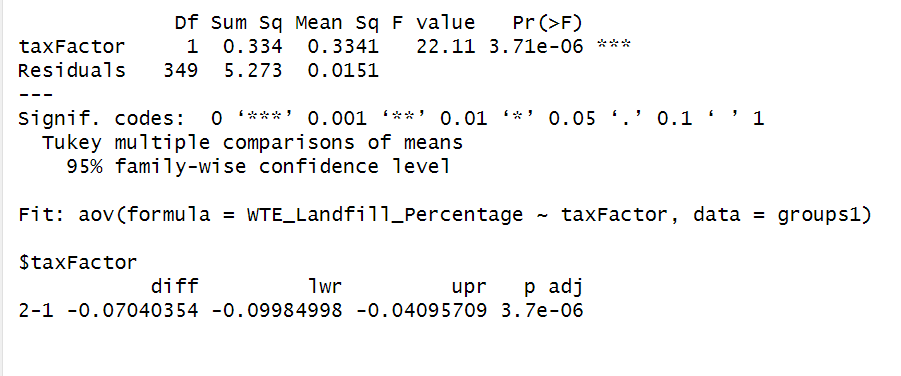 Df Sum Sq Mean Sq F value Pr(>F)
taxFactor 1 0.334 0.3341 22.11 3.71e-06 ***
Residuals 349 5.273 0.0151
---
Signif. codes: 0 ‘***’ 0.001 ‘**’ 0.01 ‘*’ 0.05 ‘.’ 0.1 ‘ ’ 1
Tukey multiple comparisons of means
95% family-wise confidence level
Fit: aov(formula = WTE_Landfill_Percentage ~ taxFactor, data = groups1)
$taxFactor
diff lwr upr p adj
2-1 -0.07040354 -0.09984998 -0.04095709 3.7e-06